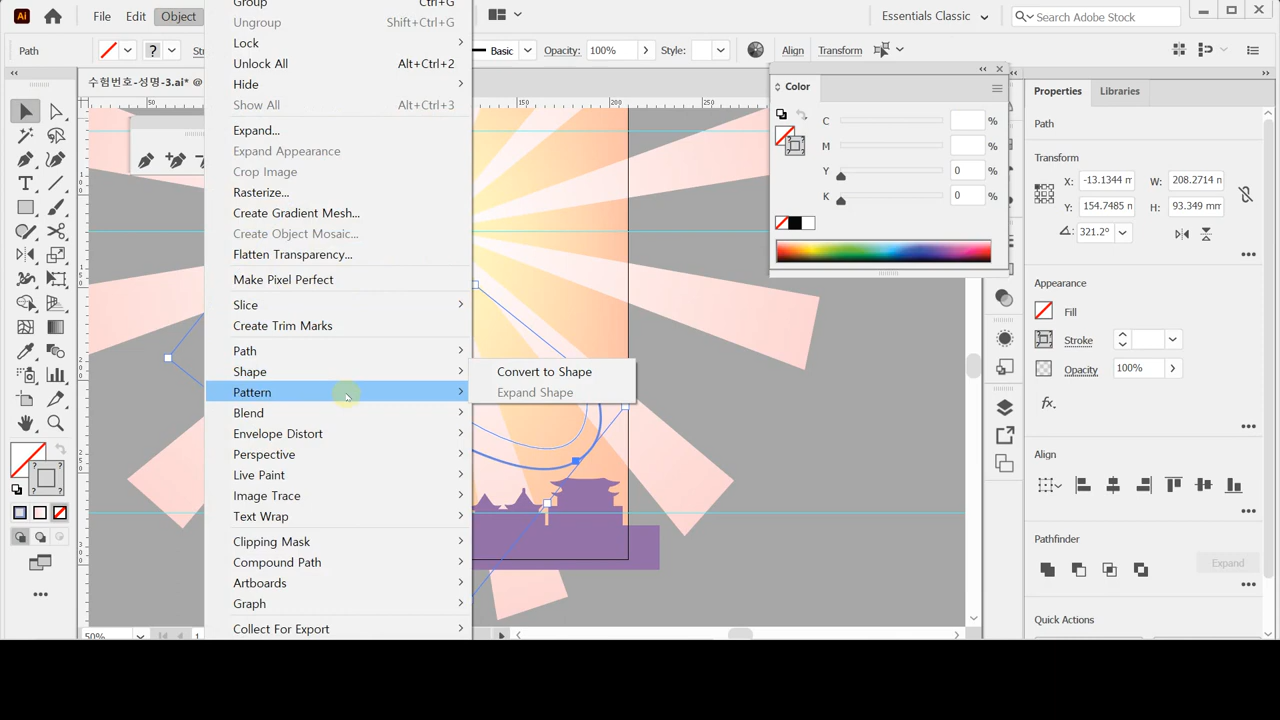 Ai File Edit Object Essentials Classic Search Adobe Stock
Group Ctrl+G
Ungroup Shift+Ctrl+G
Lock
Unlock All Alt+Ctrl+2
Hide
Show All Alt+Ctrl+3
Expand...
Expand Appearance
Crop Image
Rasterize...
Create Gradient Mesh...
Create Object Mosaic...
Flatten Transparency...
Make Pixel Perfect
Slice
Create Trim Marks
Path
Shape
Pattern
Blend
Envelope Distort
Perspective
Live Paint
Image Trace
Text Wrap
Clipping Mask
Compound Path
Artboards
Graph
Collect For Export
Convert to Shape
Expand Shape
Path ? St Basic Opacity: 100% Style: Align Transform
수험번호-성명-3.ai* @
50 150 200 250
50% 1
Color
C %
M %
Y 0 %
K 0 %
Properties Libraries
Path
Transform
X: -13.1344 m W: 208.2714 m
Y: 154.7485 m H: 93.349 mm
321.2°
Appearance
Fill
Stroke
Opacity 100%
fx.
Align
Pathfinder
Expand
Quick Actions